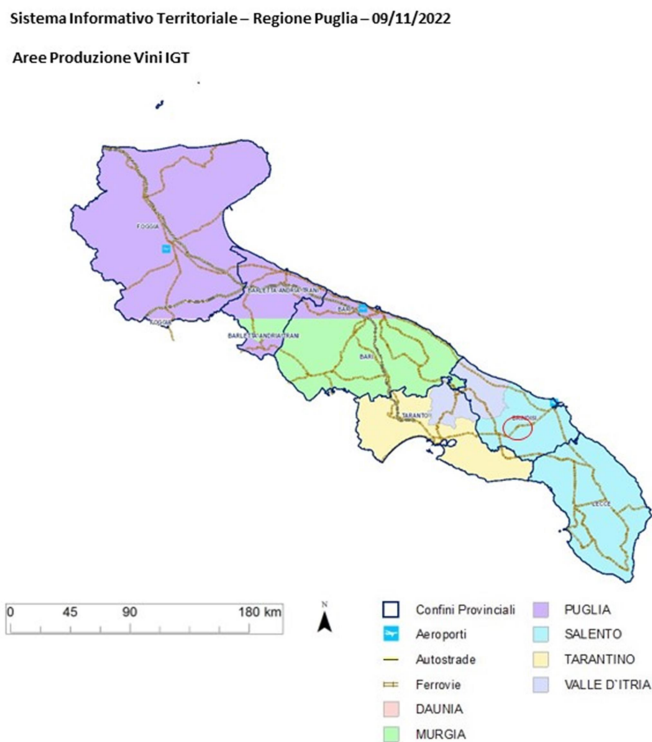 Sistema Informativo Territoriale – Regione Puglia – 09/11/2022
Aree Produzione Vini IGT
FOGGIA
BARLETTA-ANDRIA-TRANI
BARI
FOGGIA
BARLETTA-ANDRIA-TRANI
BARI
TARANTO
BRINDISI
LECCE
0 45 90 180 km
N
Confini Provinciali
Aeroporti
Autostrade
Ferrovie
DAUNIA
MURGIA
PUGLIA
SALENTO
TARANTINO
VALLE D`ITRIA